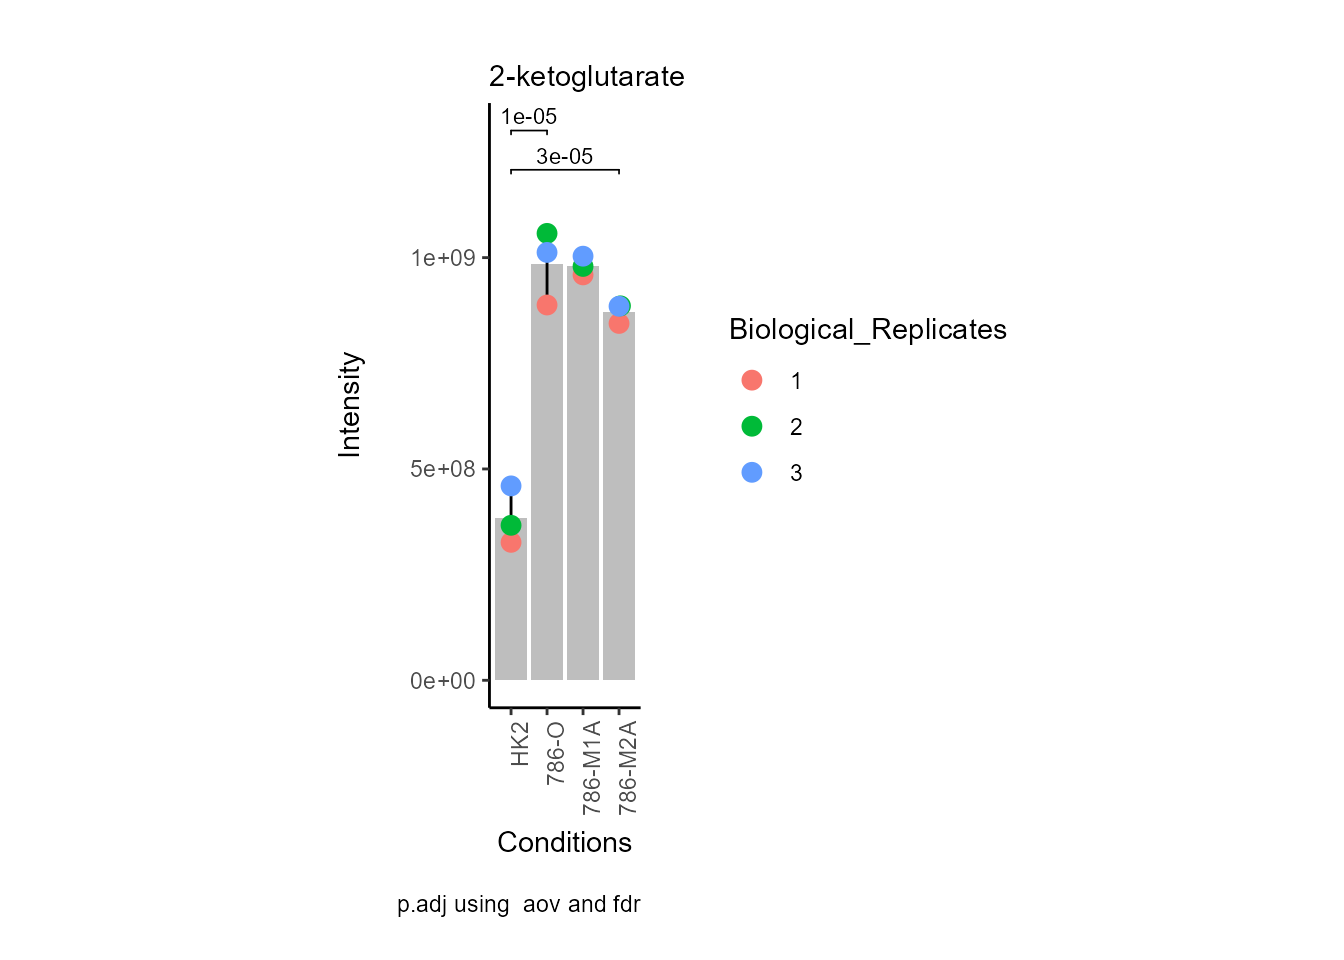 2-ketoglutarate
1e-05
3e-05
1e+09
5e+08
0e+00
Intensity
HK2
786-O
786-M1A
786-M2A
Conditions
Biological_Replicates
1
2
3
p.adj using  aov and fdr